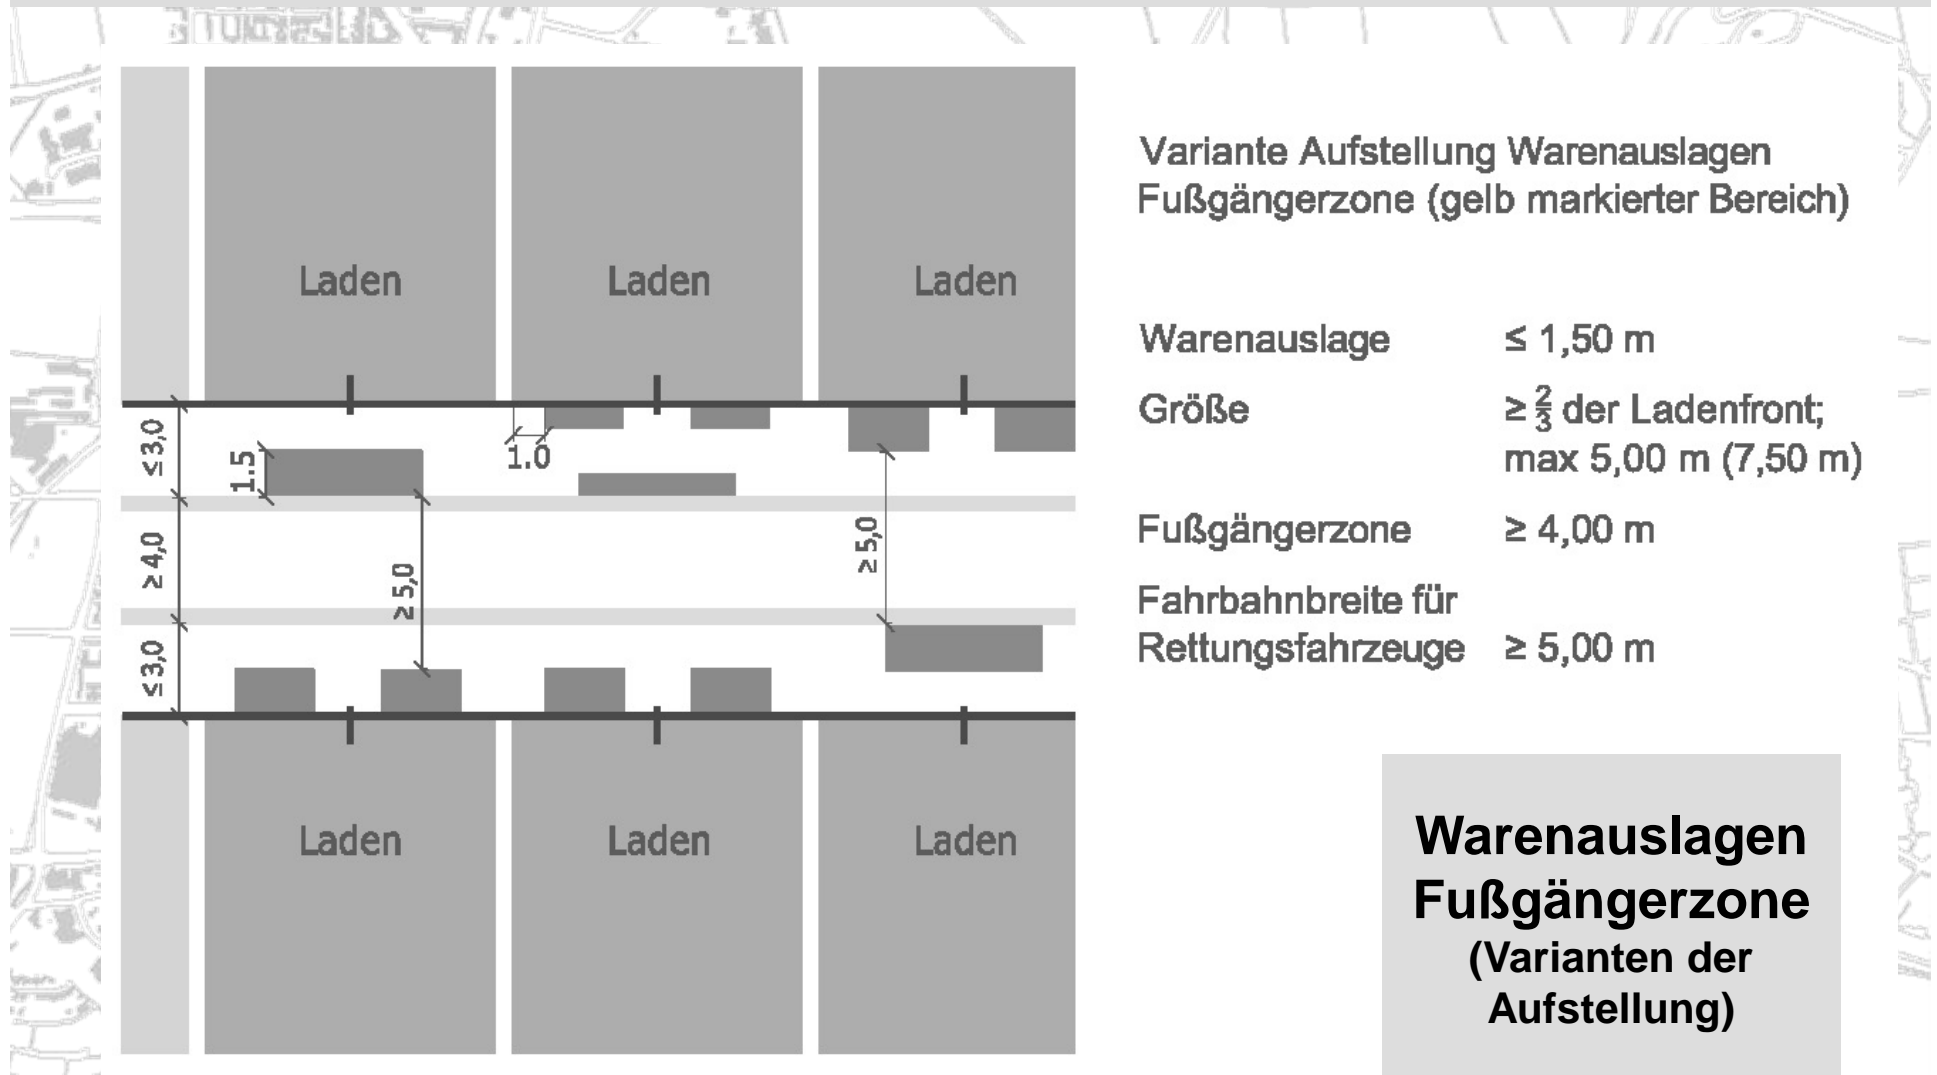 Laden
Laden
Laden
≤3,0
1.5
1.0
≥4,0
≥5,0
≥5,0
≤3,0
Laden
Laden
Laden
Variante Aufstellung Warenauslagen
Fußgängerzone (gelb markierter Bereich)
Warenauslage ≤ 1,50 m
Größe ≥ ⅔ der Ladenfront;
max 5,00 m (7,50 m)
Fußgängerzone ≥ 4,00 m
Fahrbahnbreite für
Rettungsfahrzeuge ≥ 5,00 m
Warenauslagen
Fußgängerzone
(Varianten der
Aufstellung)